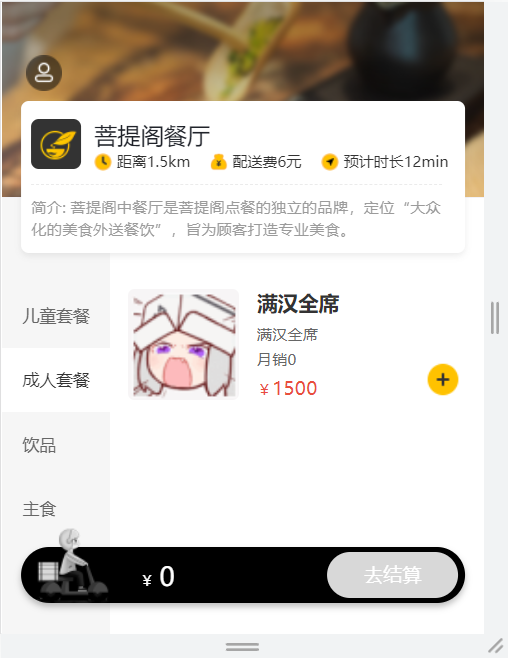 菩提阁餐厅
距离1.5km 配送费6元 预计时长12min
简介: 菩提阁中餐厅是菩提阁点餐的独立的品牌，定位“大众
化的美食外送餐饮”，旨为顾客打造专业美食。
儿童套餐
成人套餐
饮品
主食
满汉全席
满汉全席
月销0
￥1500
￥ 0
去结算